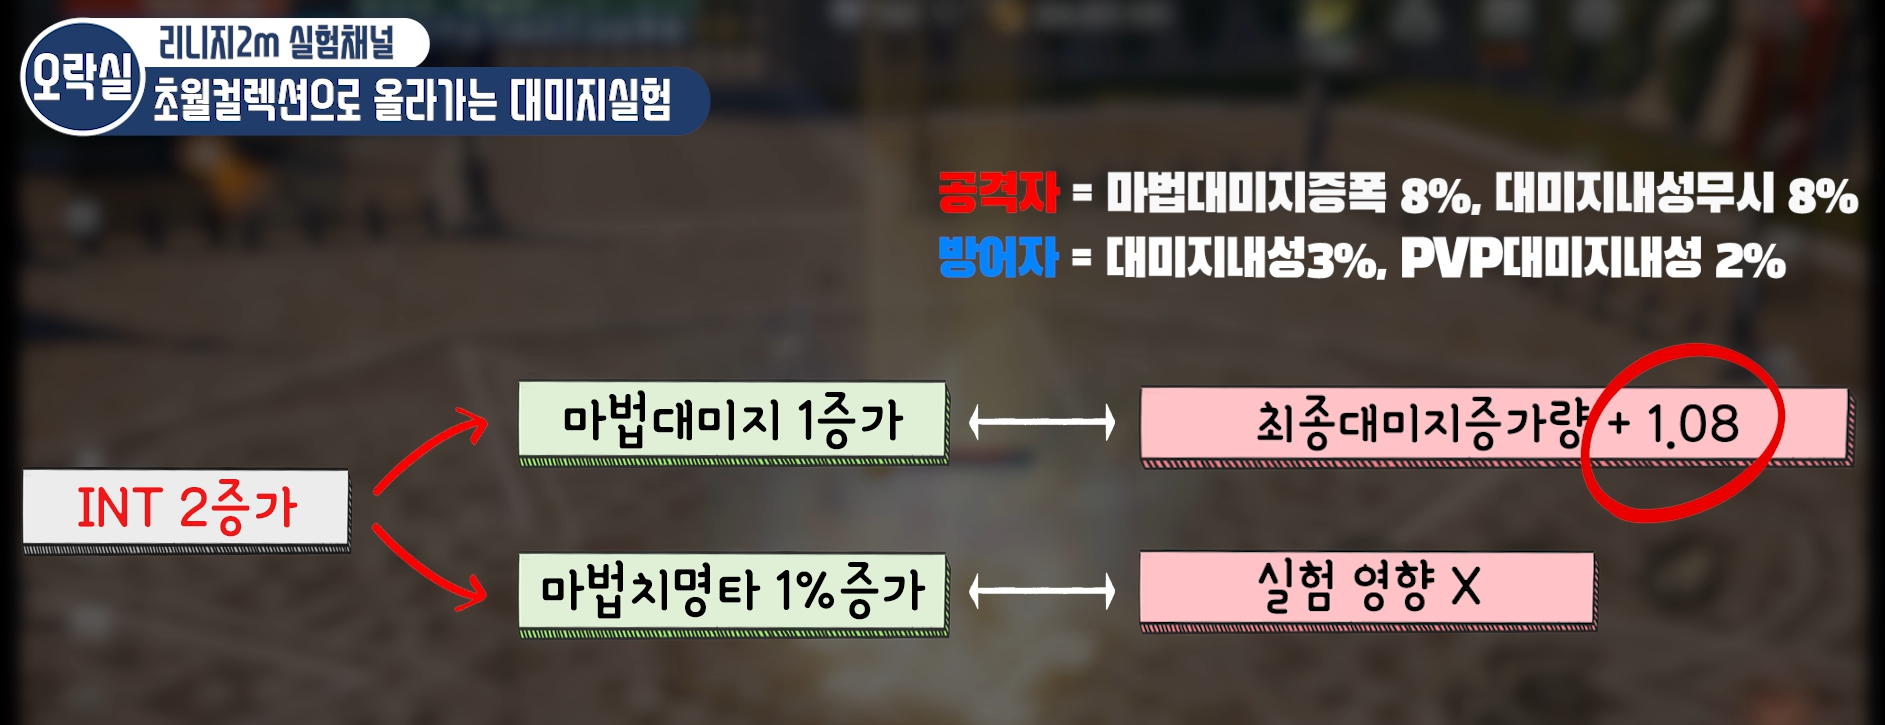 오락실
리니지2m 실험채널
초월컬렉션으로 올라가는 대미지실험
공격자 = 마법대미지증폭 8%, 대미지내성무시 8%
방어자 = 대미지내성3%, PVP대미지내성 2%
마법대미지 1증가
최종대미지증가량 + 1.08
INT 2증가
마법치명타 1%증가
실험 영향 X